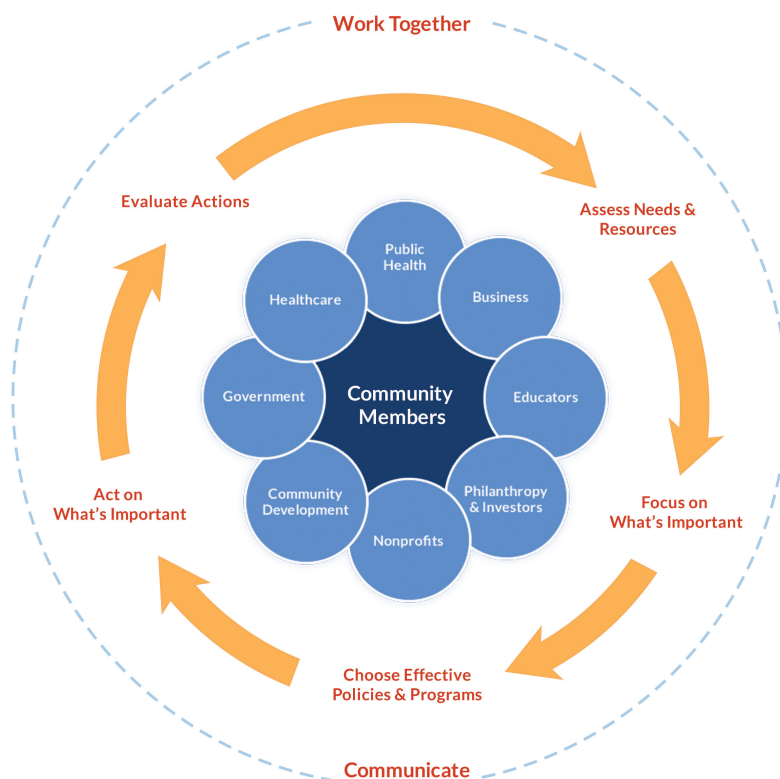 Work Together
Evaluate Actions
Assess Needs &
Resources
Public
Health
Healthcare
Business
Government
Community
Members
Educators
Act on
What’s Important
Community
Development
Philanthropy
& Investors
Focus on
What’s Important
Nonprofits
Choose Effective
Policies & Programs
Communicate